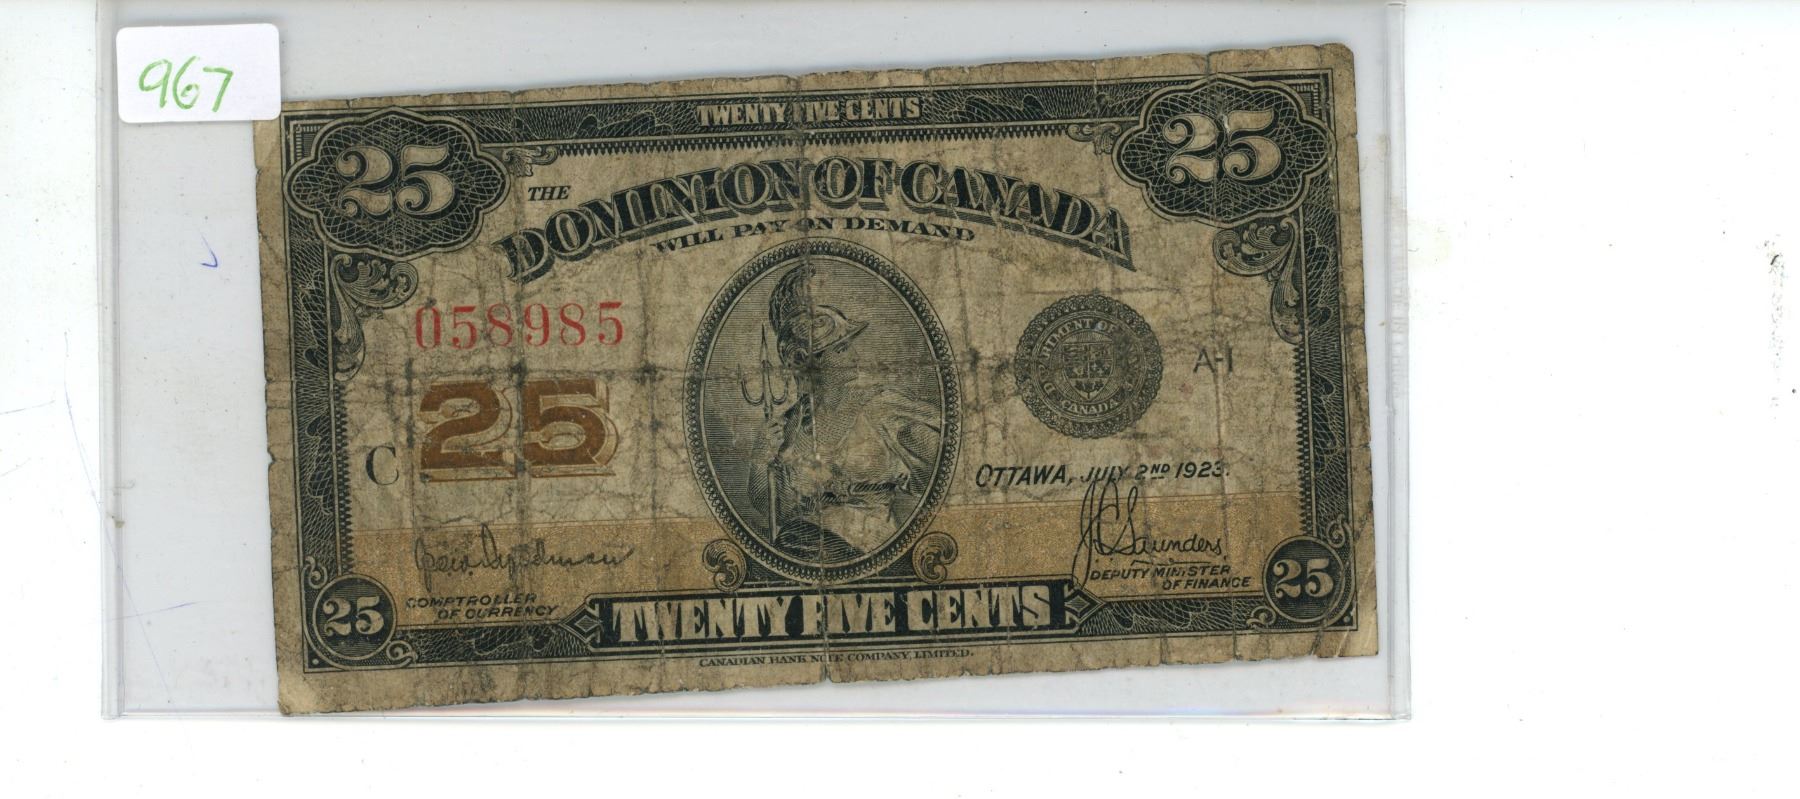 967
TWENTY FIVE CENTS
25
25
THE
DOMINION OF CANADA
WILL PAY ON DEMAND
058985
25
C
CANADA
A-1
OTTAWA, JULY 2ND 1923.
J C Saunders
COMPTROLLER
OF CURRENCY
DEPUTY MINISTER
OF FINANCE
25
TWENTY FIVE CENTS
25
CANADIAN BANK NOTE COMPANY, LIMITED.